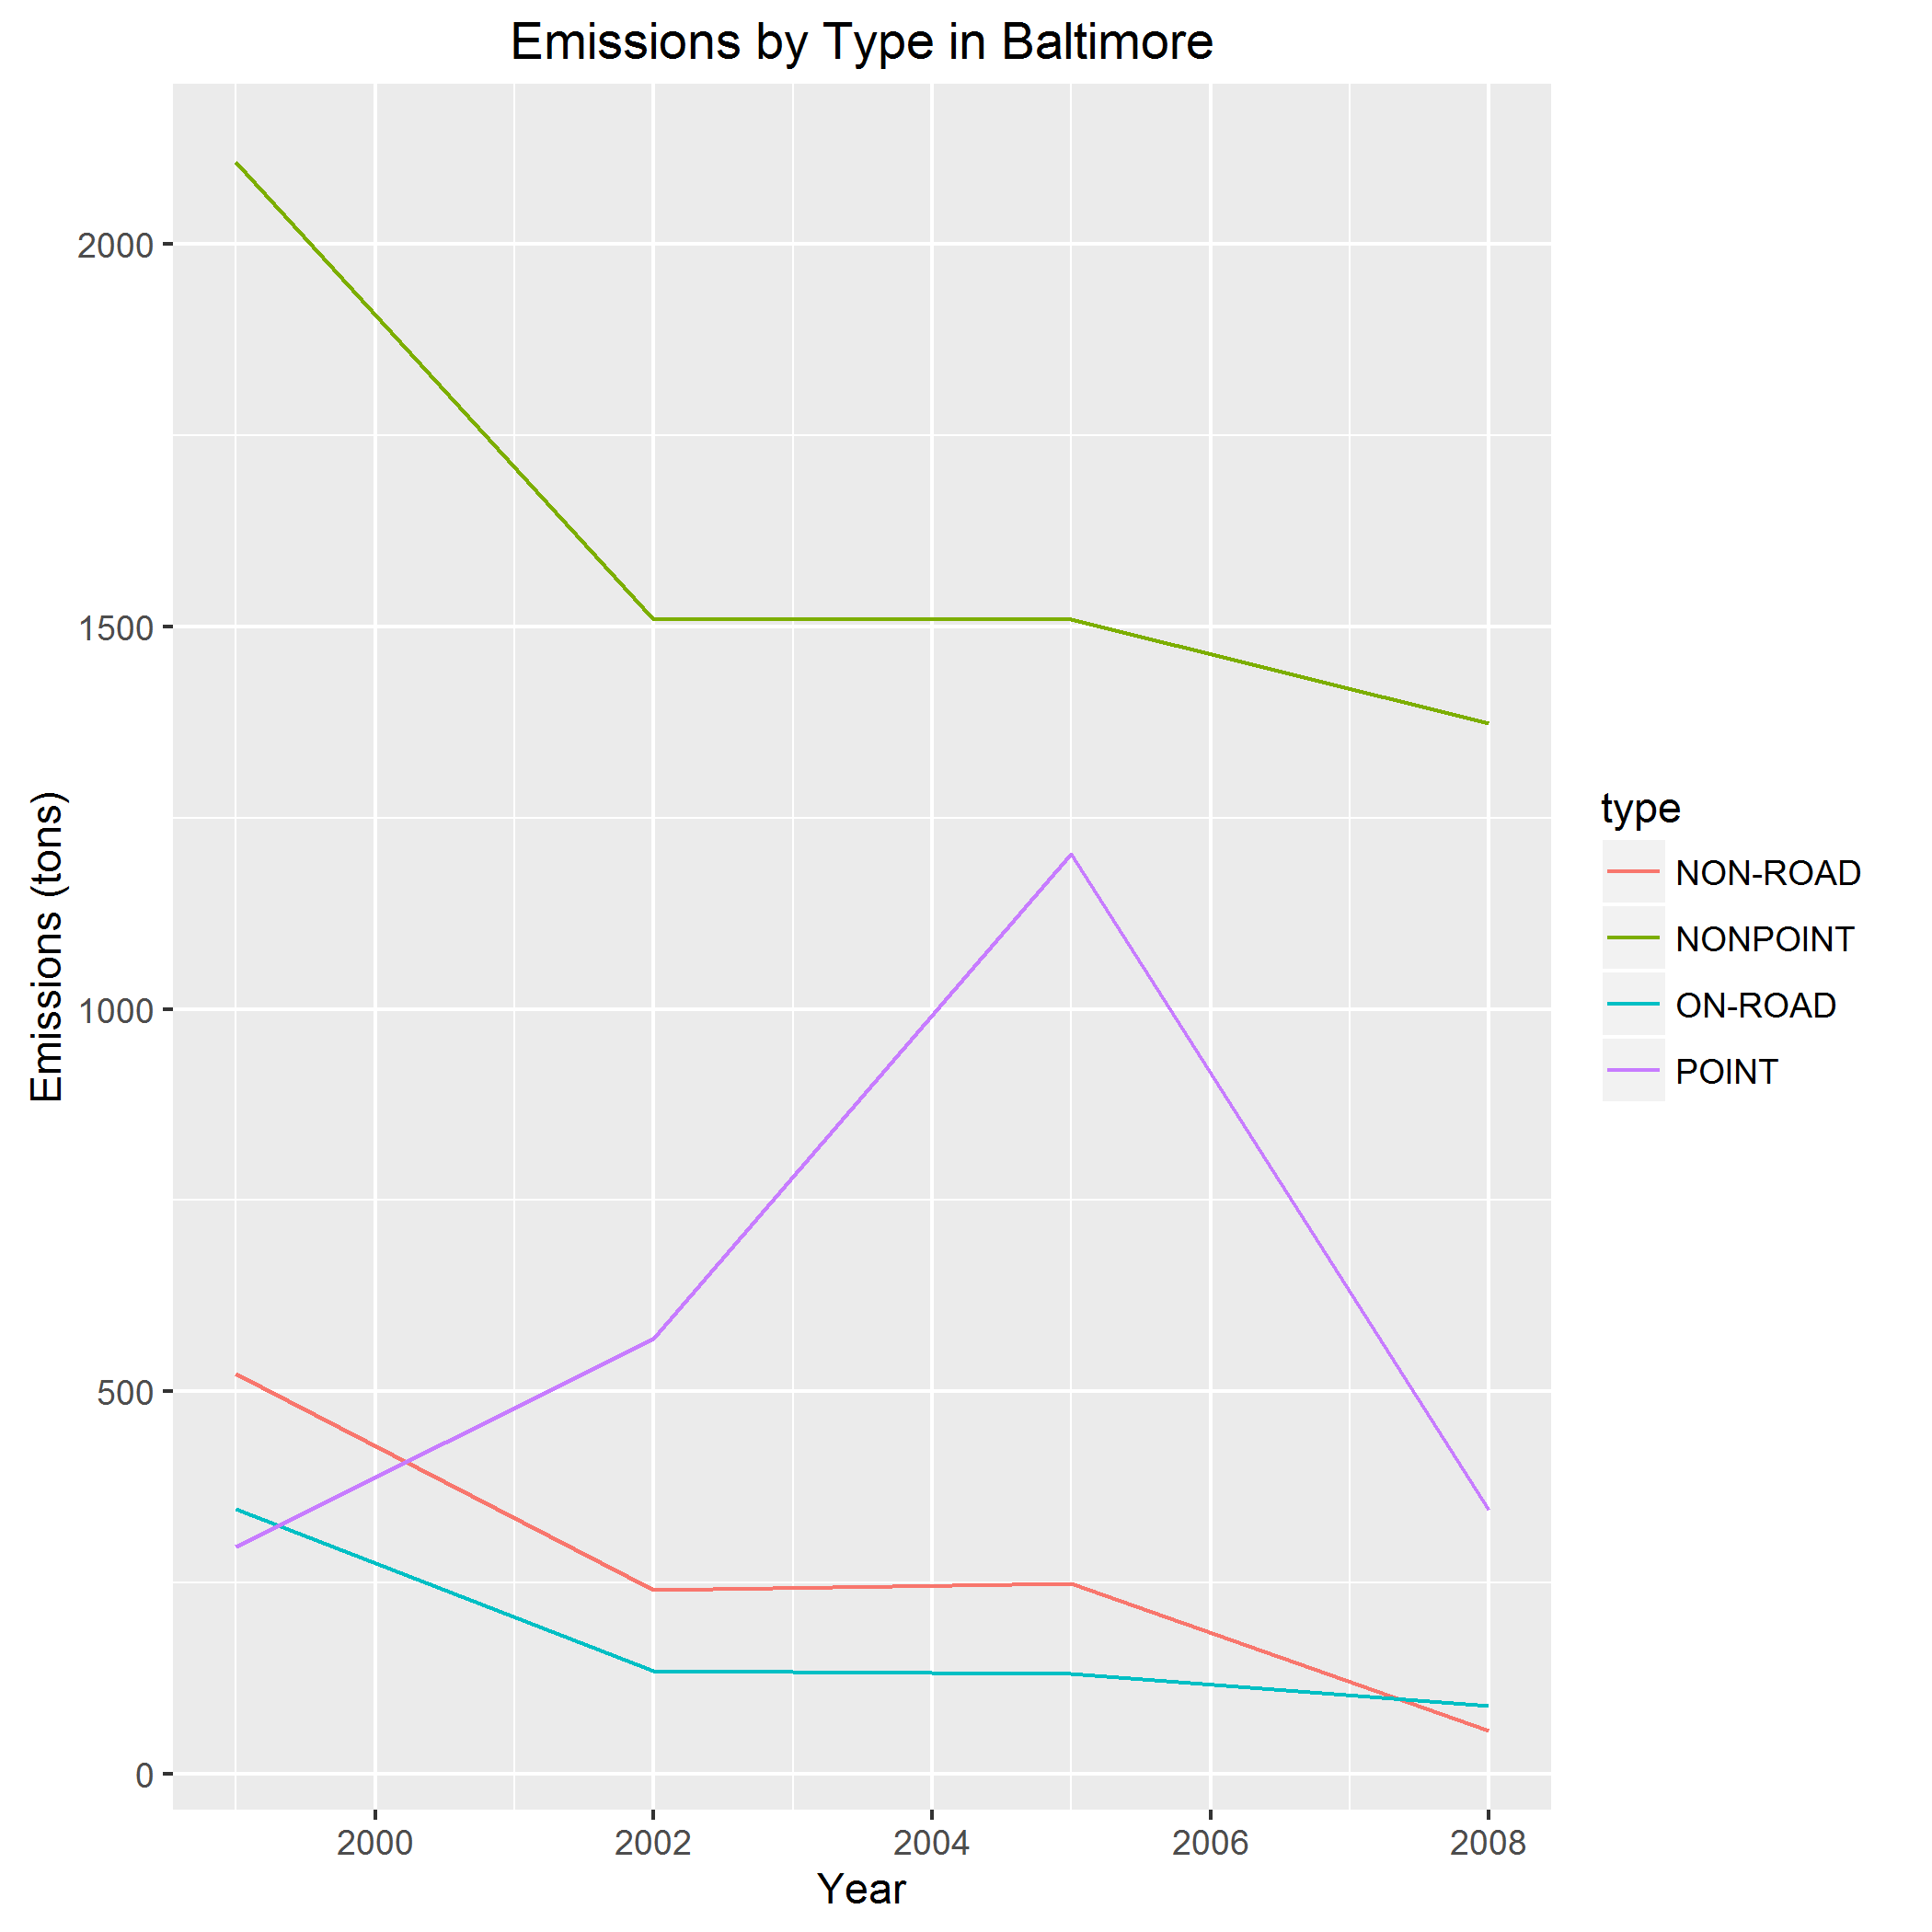 Emissions by Type in Baltimore
Emissions (tons)
2000
1500
1000
500
0
2000 2002 2004 2006 2008
Year
type
NON-ROAD
NONPOINT
ON-ROAD
POINT